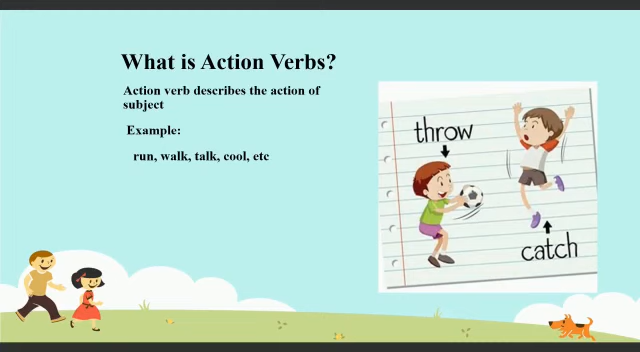 What is Action Verbs?
Action verb describes the action of
subject
Example:
run, walk, talk, cool, etc
throw
catch